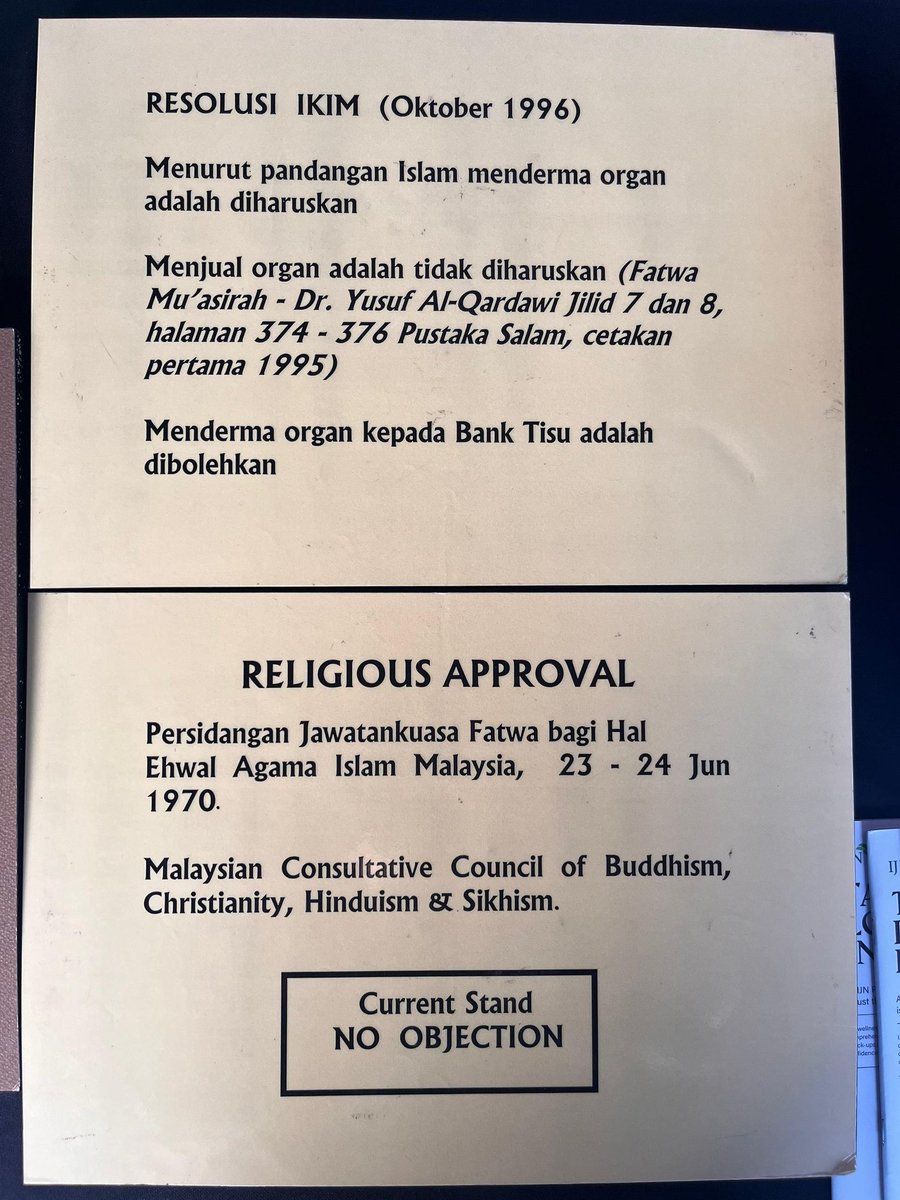 RESOLUSI IKIM (Oktober 1996)
Menurut pandangan Islam menderma organ
adalah diharuskan
Menjual organ adalah tidak diharuskan (Fatwa
Mu'asirah - Dr. Yusuf Al-Qardawi Jilid 7 dan 8,
halaman 374 - 376 Pustaka Salam, cetakan
pertama 1995)
Menderma organ kepada Bank Tisu adalah
dibolehkan
RELIGIOUS APPROVAL
Persidangan Jawatankuasa Fatwa bagi Hal
Ehwal Agama Islam Malaysia, 23 - 24 Jun
1970.
Malaysian Consultative Council of Buddhism,
Christianity, Hinduism & Sikhism.
Current Stand
NO OBJECTION